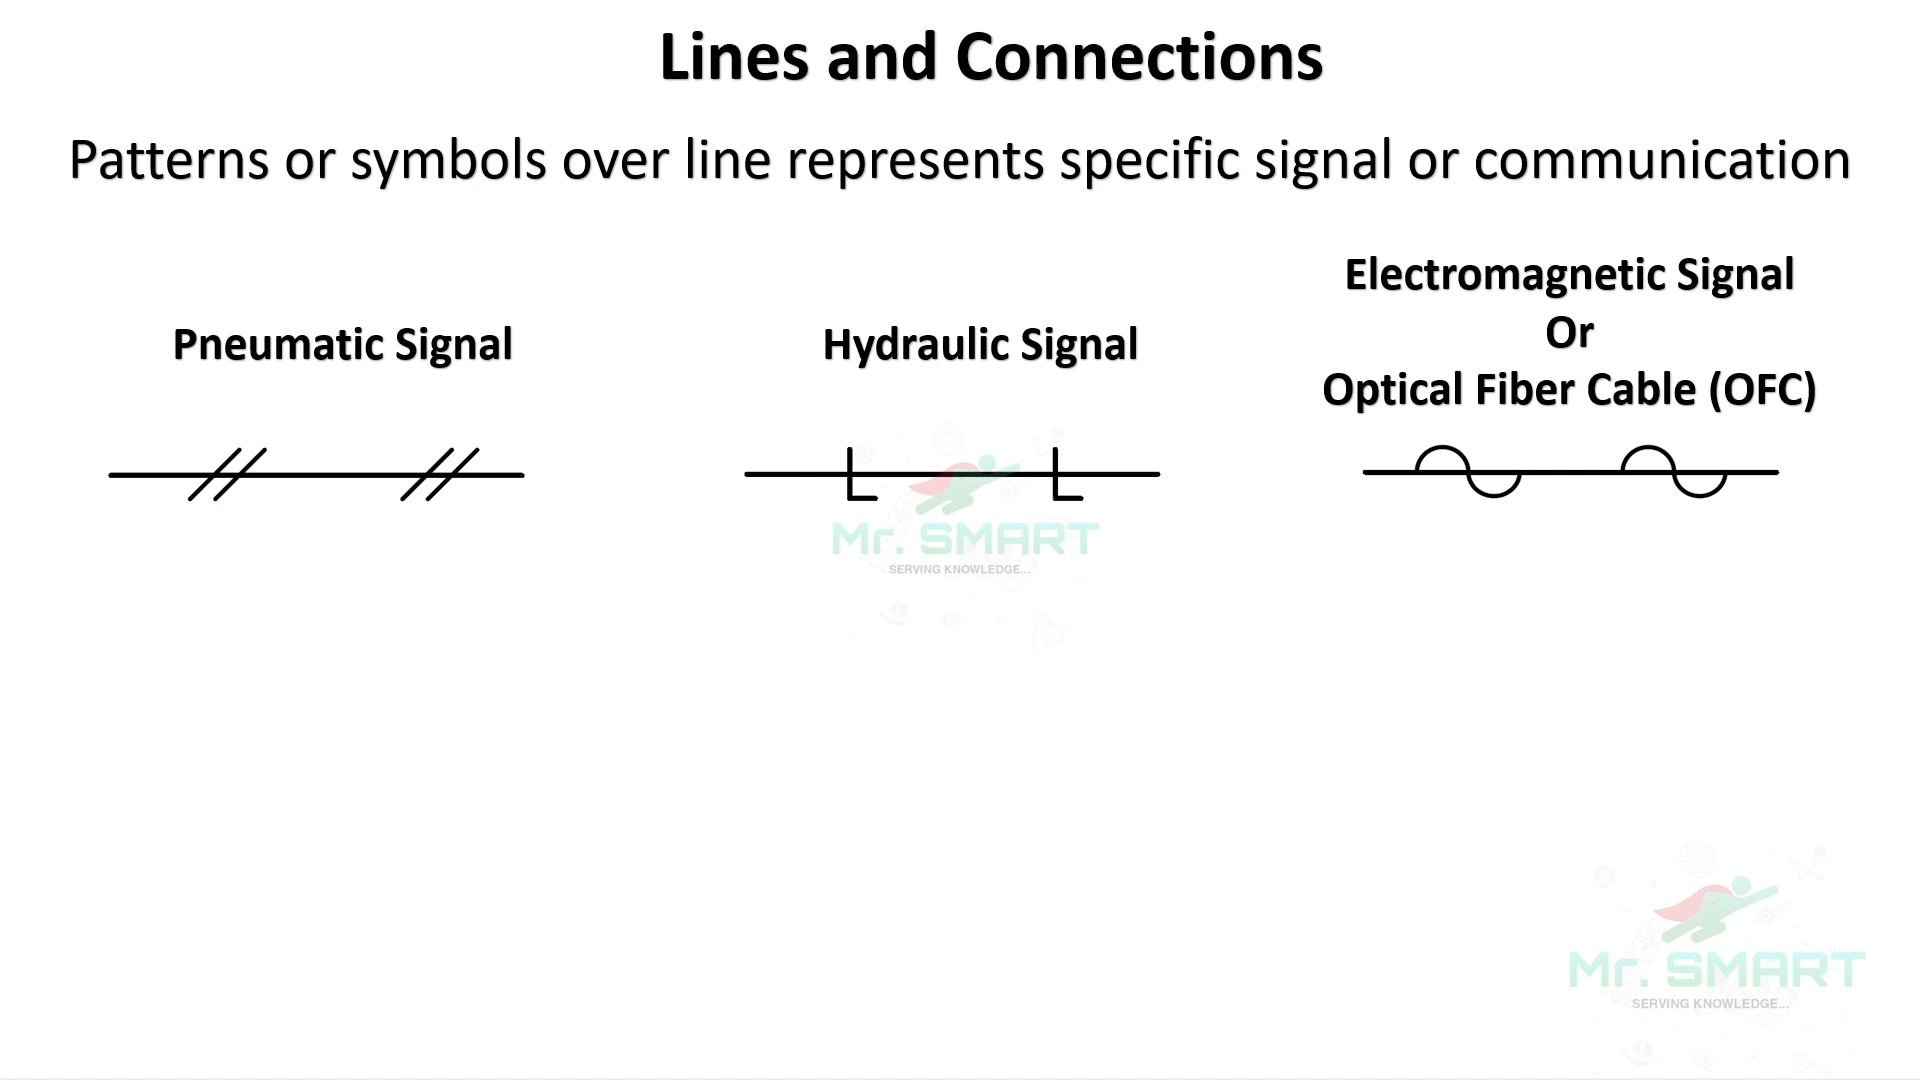 Lines and Connections
Patterns or symbols over line represents specific signal or communication
Pneumatic Signal
Hydraulic Signal
Electromagnetic Signal
Or
Optical Fiber Cable (OFC)
Mr. SMART
SERVING KNOWLEDGE...
Mr. SMART
SERVING KNOWLEDGE...